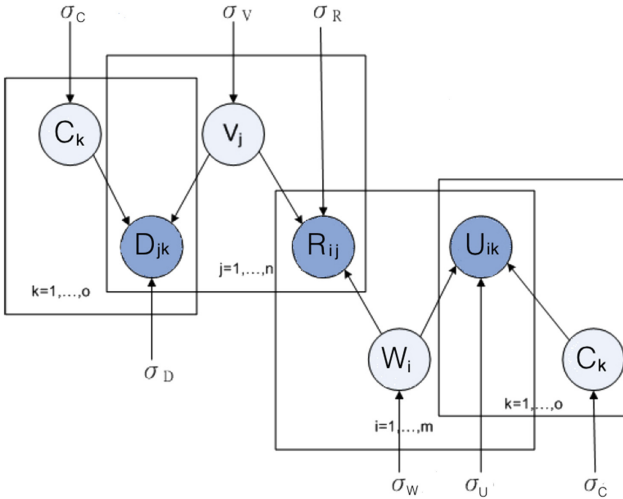 σC σV σR
Ck Vj
Djk Rij Uik
k=1,...,o j=1,...,n
σD Wi Ck
i=1,...,m k=1,...,o
σW σU σC